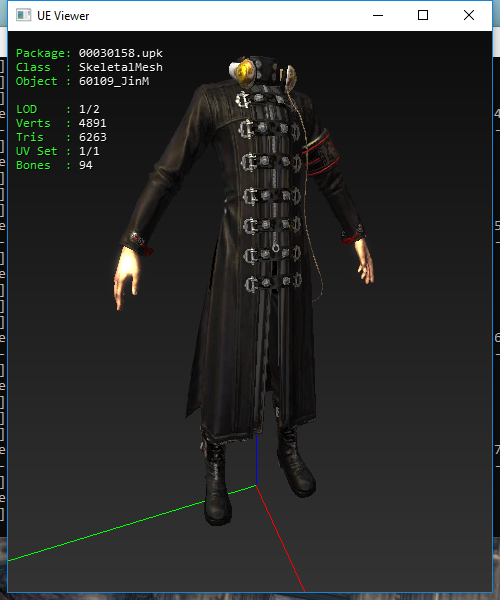 UE Viewer
Package: 00030158.upk
Class : SkeletalMesh
Object : 60109_JinM
LOD : 1/2
Verts : 4891
Tris : 6263
UV Set : 1/1
Bones : 94